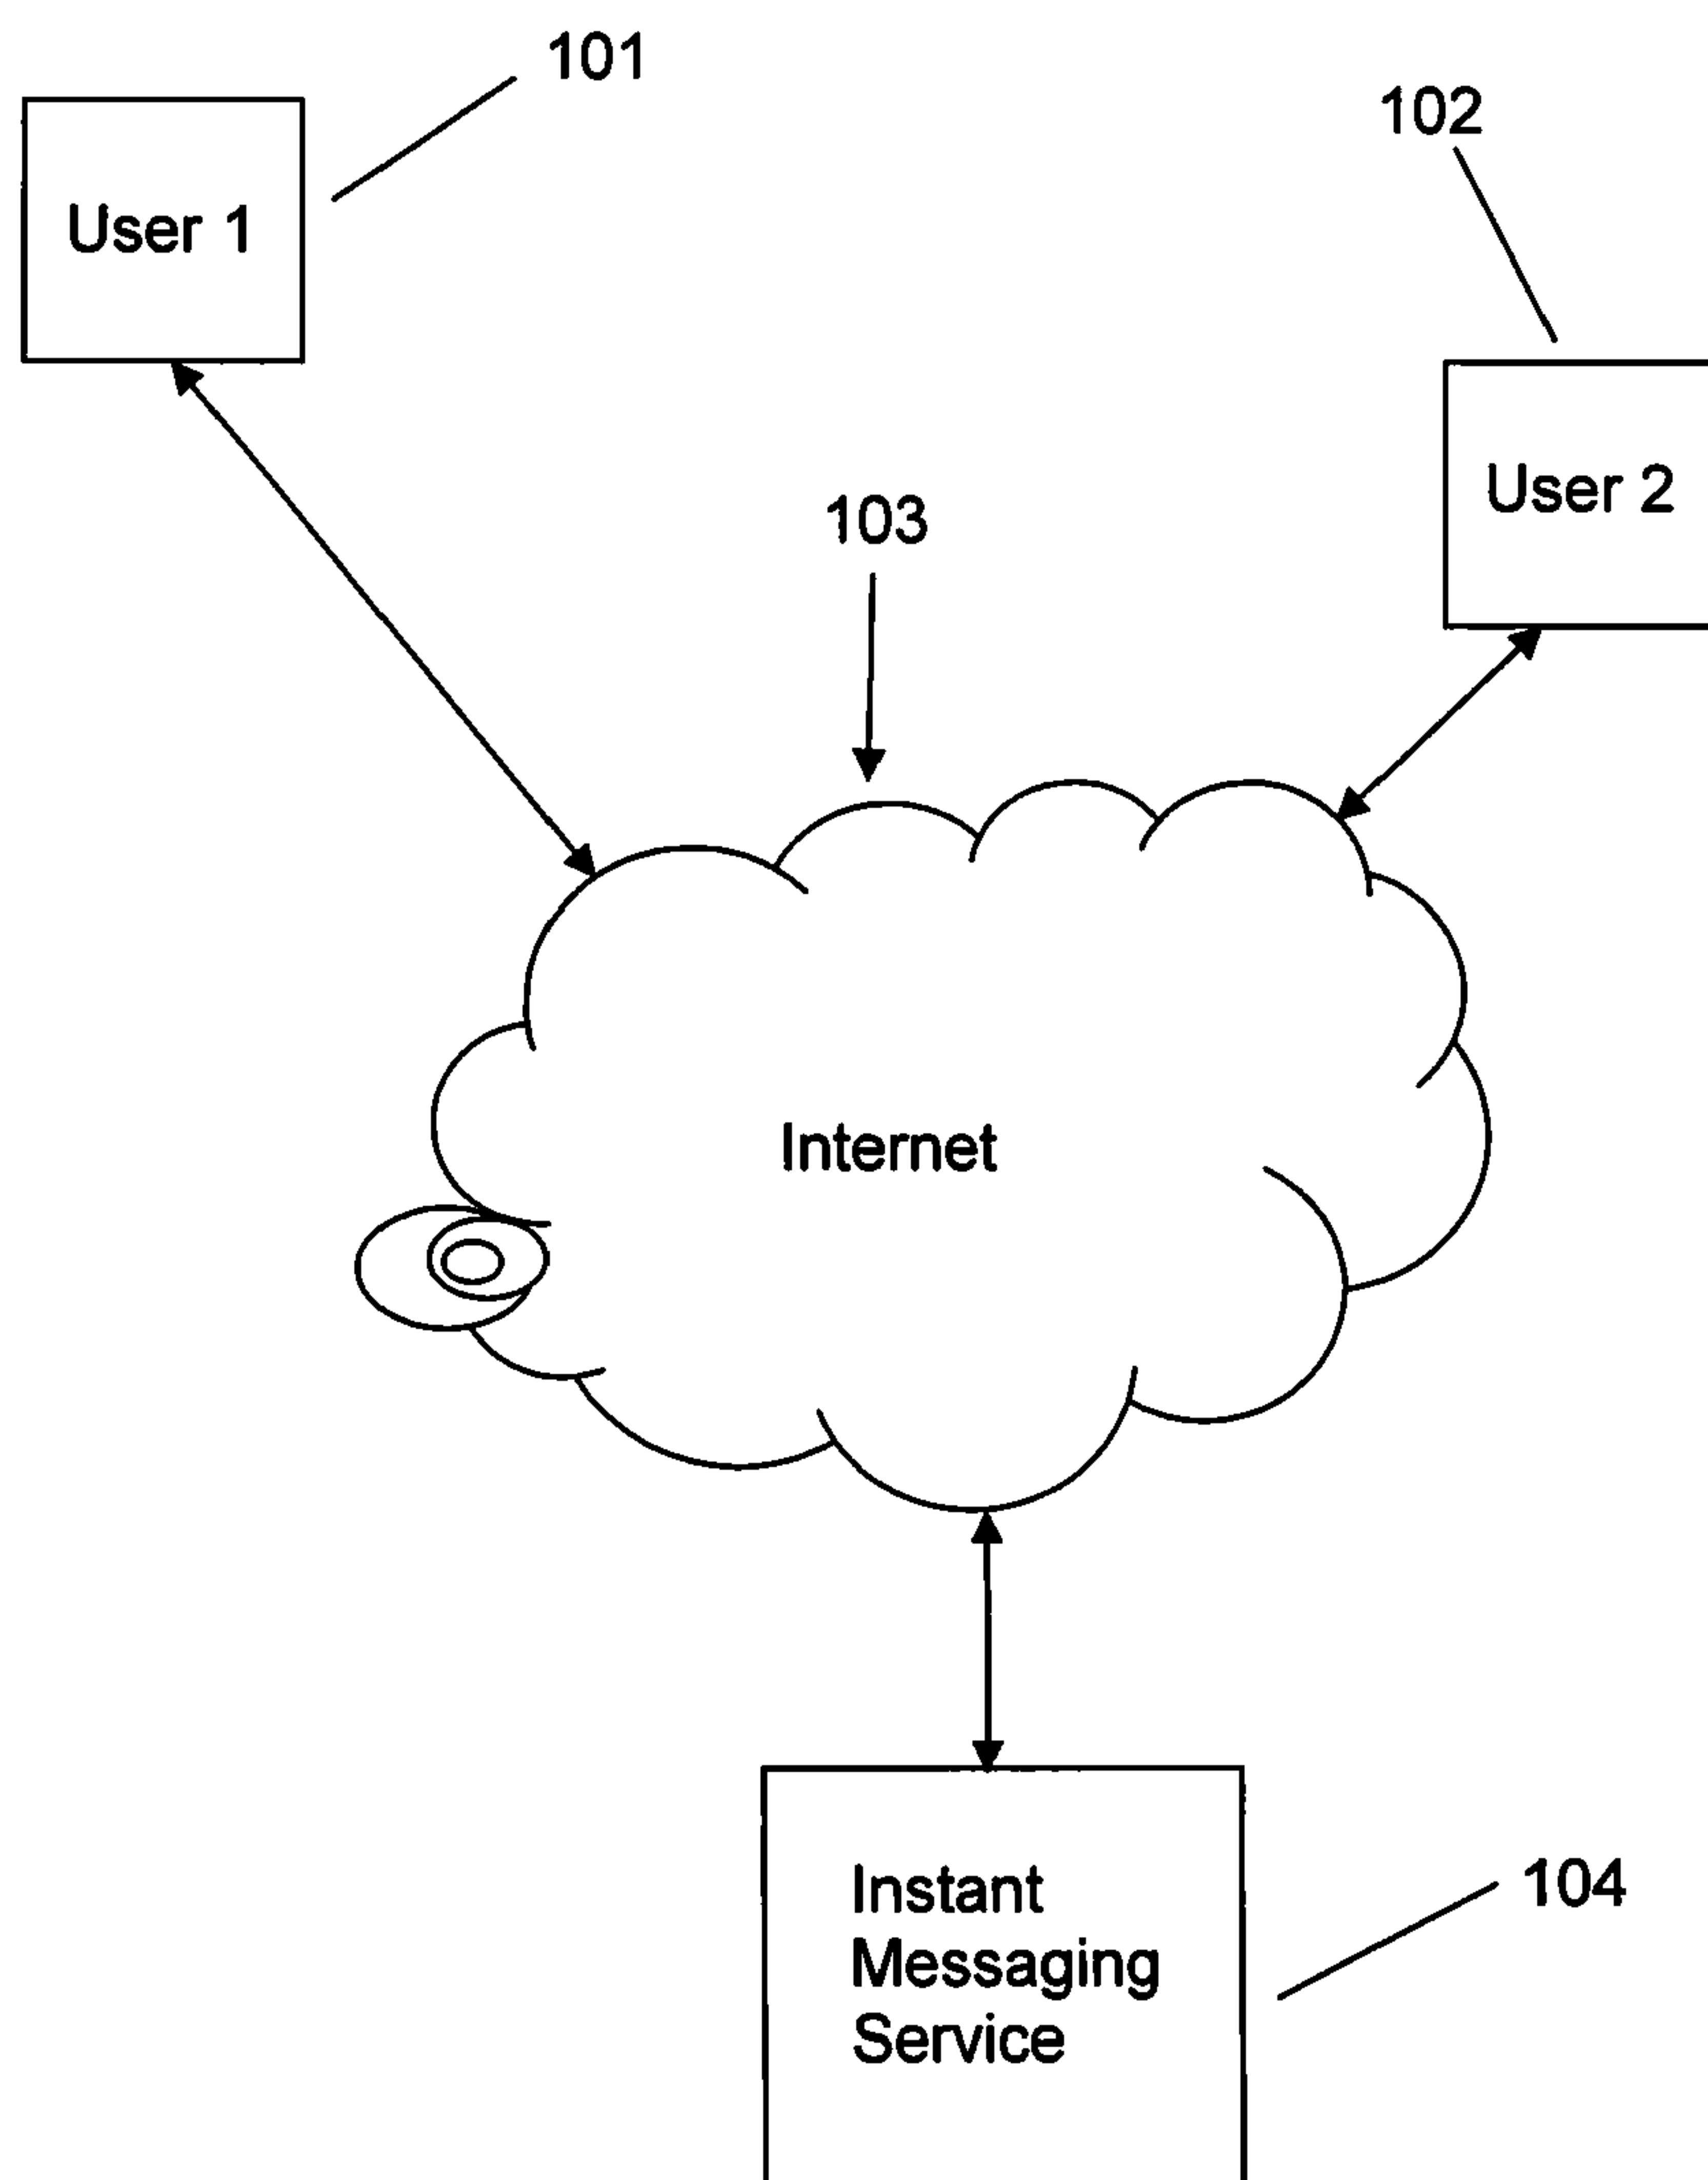 101
102
User 1
User 2
103
Internet
Instant
Messaging
Service
104